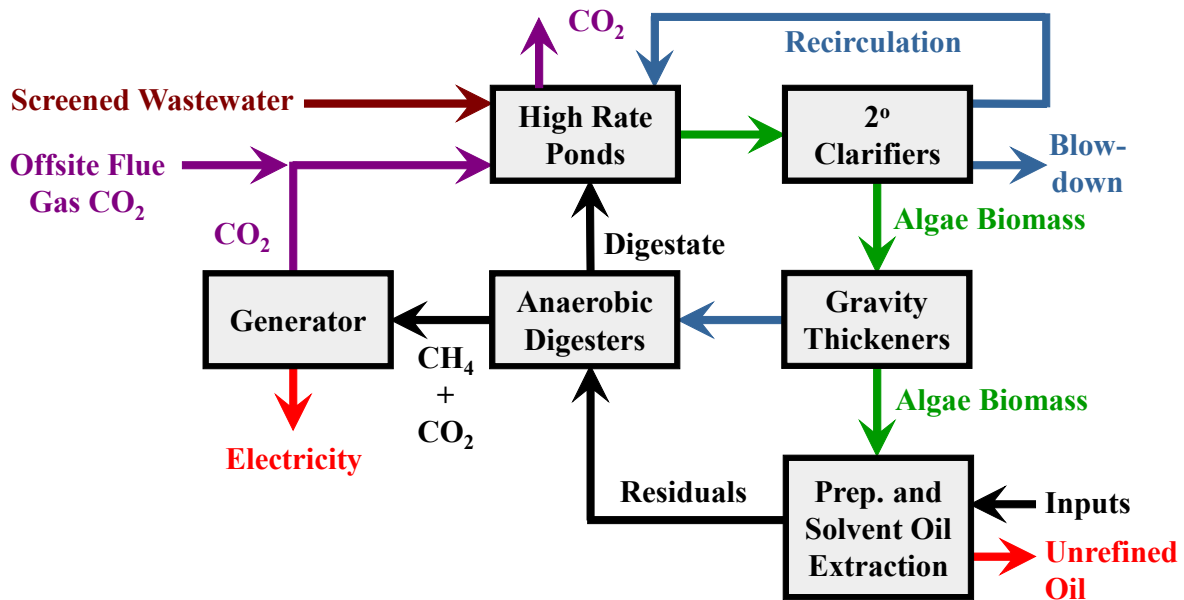 CO₂
Recirculation
Screened Wastewater
High Rate
Ponds
2º
Clarifiers
Offsite Flue
Gas CO₂
Blow-
down
CO₂
Digestate
Algae Biomass
Generator
Anaerobic
Digesters
Gravity
Thickeners
CH₄
+
CO₂
Algae Biomass
Electricity
Residuals
Prep. and
Solvent Oil
Extraction
Inputs
Unrefined
Oil